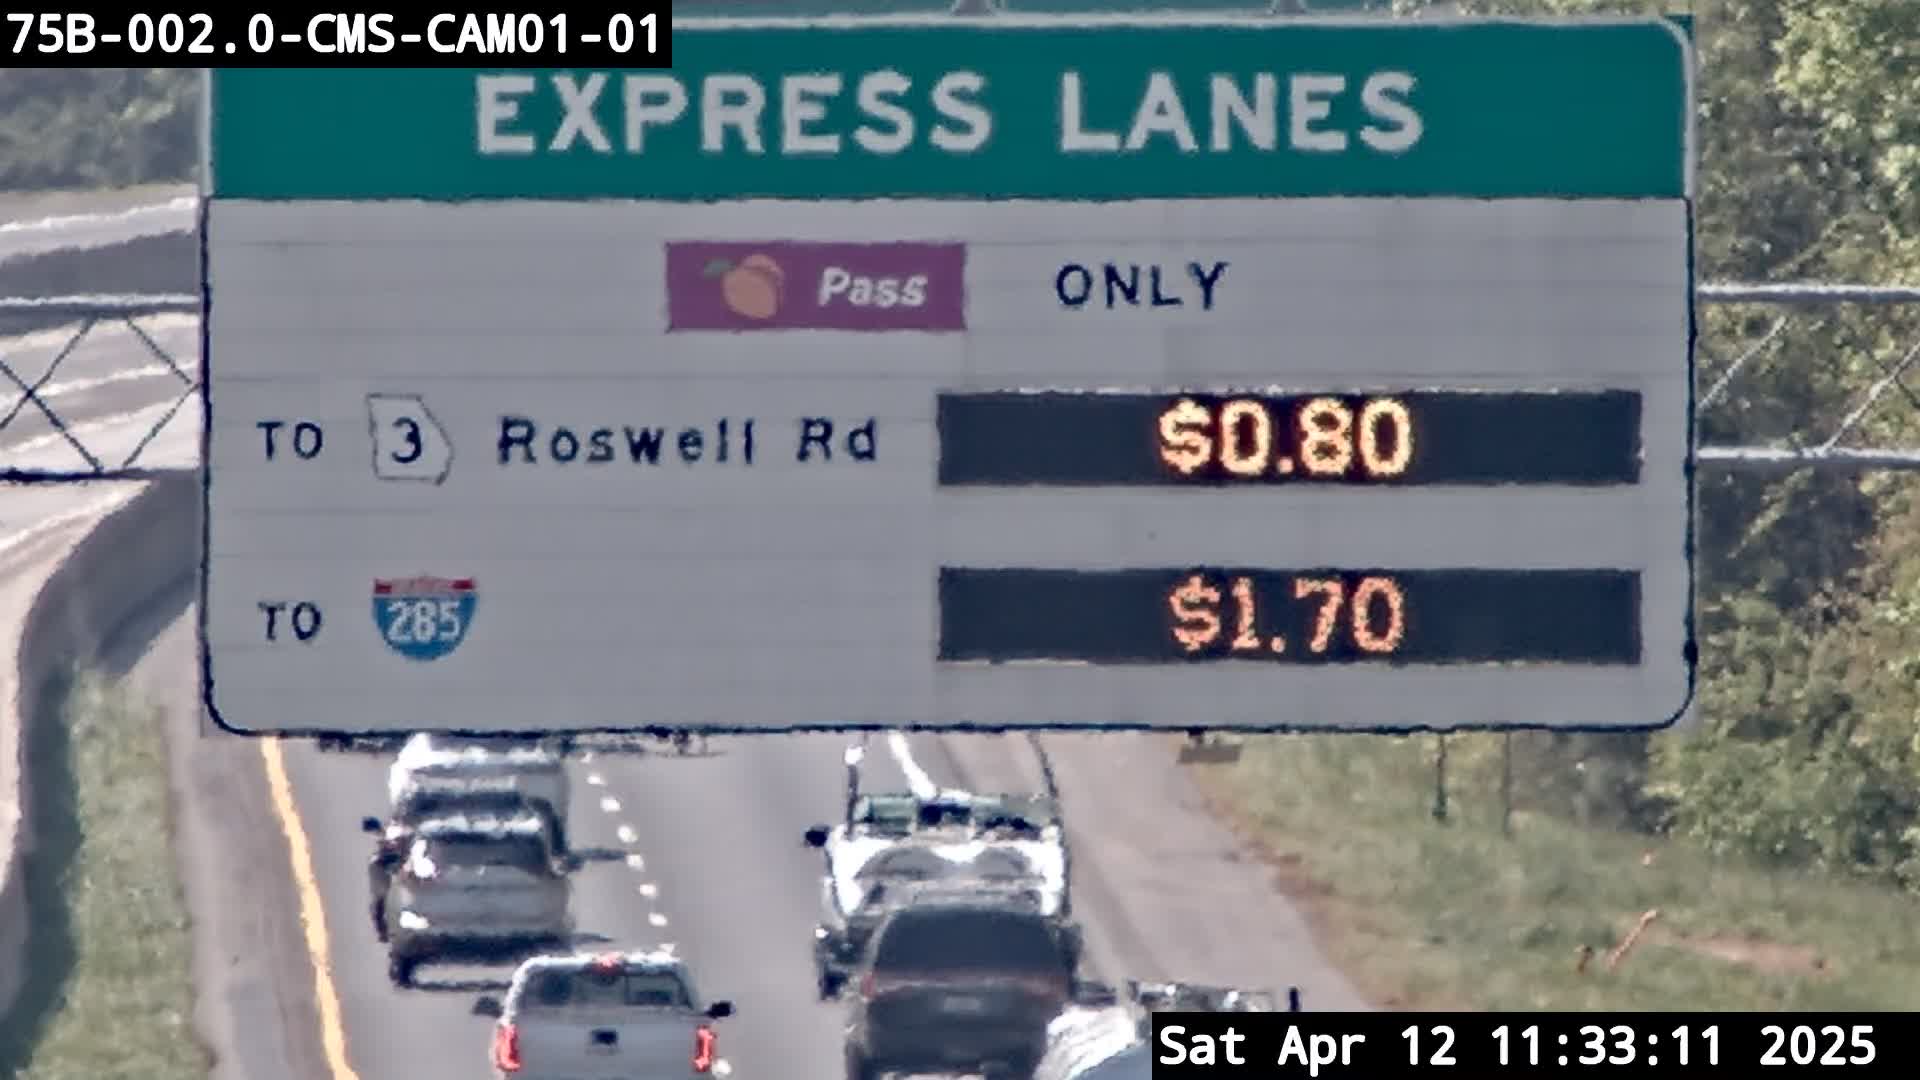 75B-002.0-CMS-CAM01-01
EXPRESS LANES
Pass ONLY
TO 3 Roswell Rd $0.80
TO 285 $1.70
Sat Apr 12 11:33:11 2025